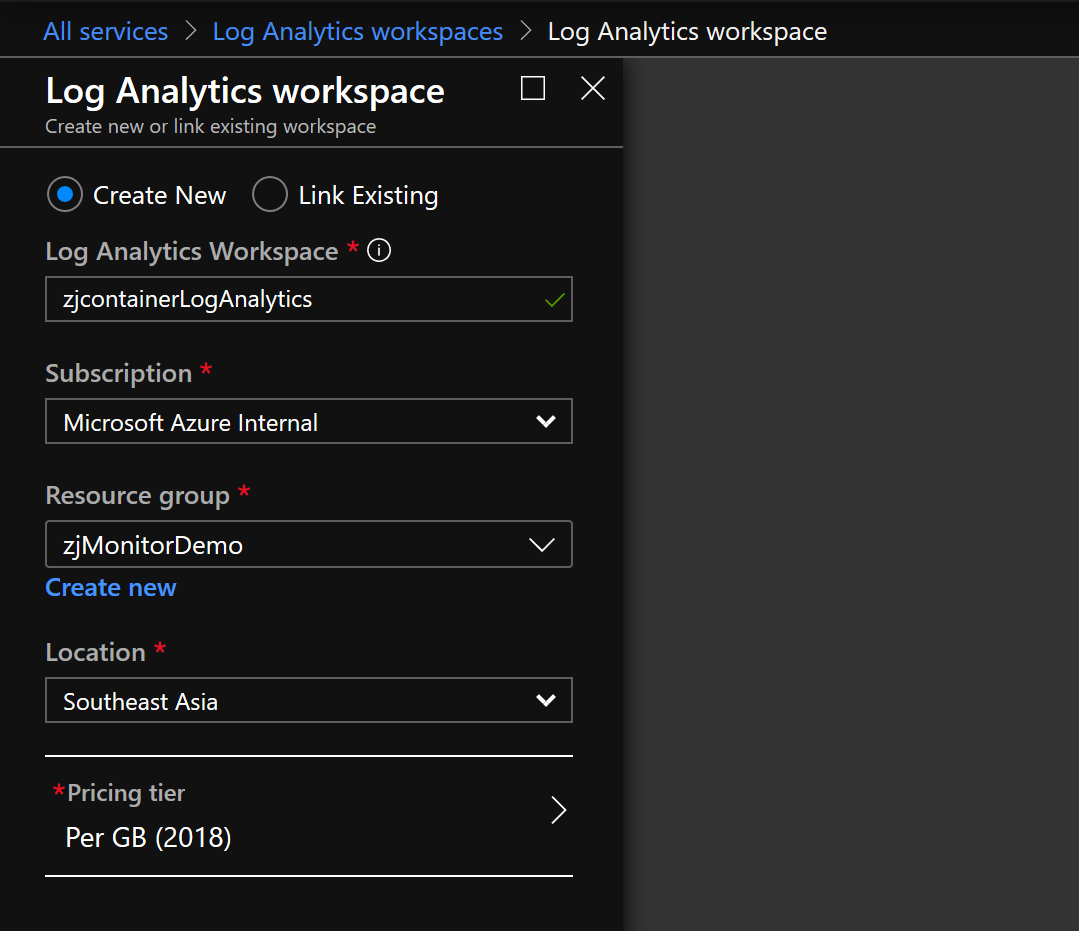 All services > Log Analytics workspaces > Log Analytics workspace
Log Analytics workspace
Create new or link existing workspace
Create New Link Existing
Log Analytics Workspace *
zjcontainerLogAnalytics
Subscription *
Microsoft Azure Internal
Resource group *
zjMonitorDemo
Create new
Location *
Southeast Asia
*Pricing tier
Per GB (2018)